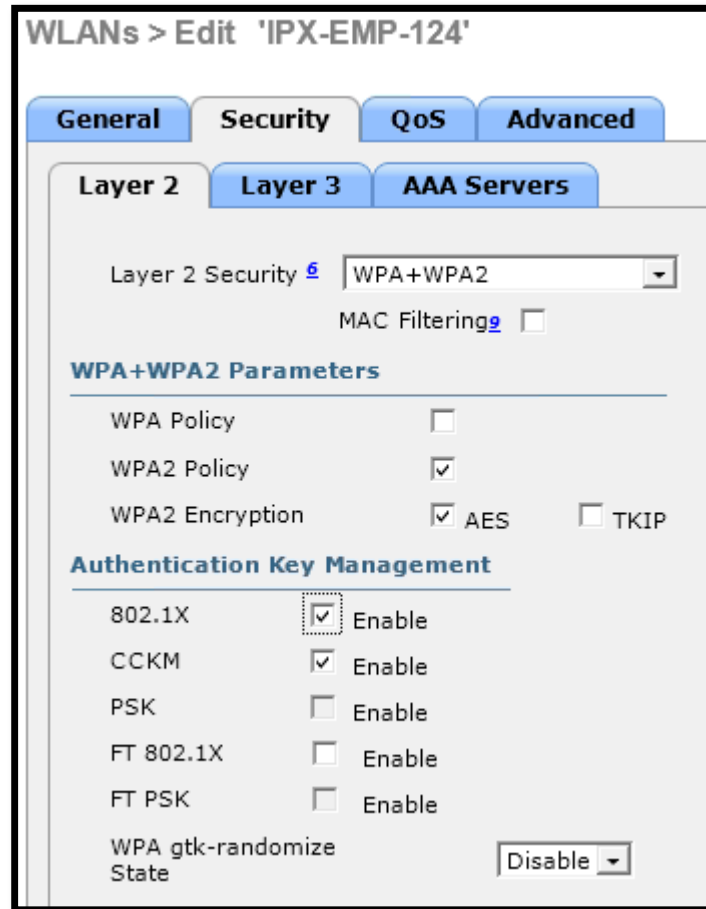 WLANs > Edit 'IPX-EMP-124'
General Security QoS Advanced
Layer 2 Layer 3 AAA Servers
Layer 2 Security 6 WPA+WPA2
MAC Filtering9
WPA+WPA2 Parameters
WPA Policy
WPA2 Policy
WPA2 Encryption AES TKIP
Authentication Key Management
802.1X Enable
CCKM Enable
PSK Enable
FT 802.1X Enable
FT PSK Enable
WPA gtk-randomize
State Disable